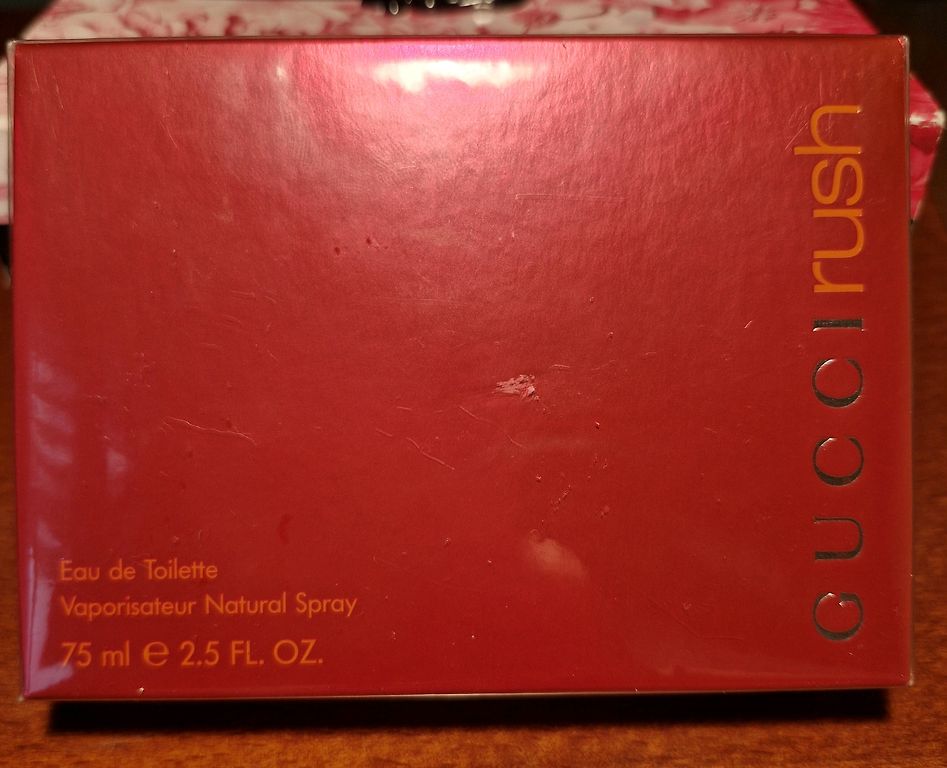 GUCCI rush
Eau de Toilette
Vaporisateur Natural Spray
75 ml e 2.5 FL. OZ.